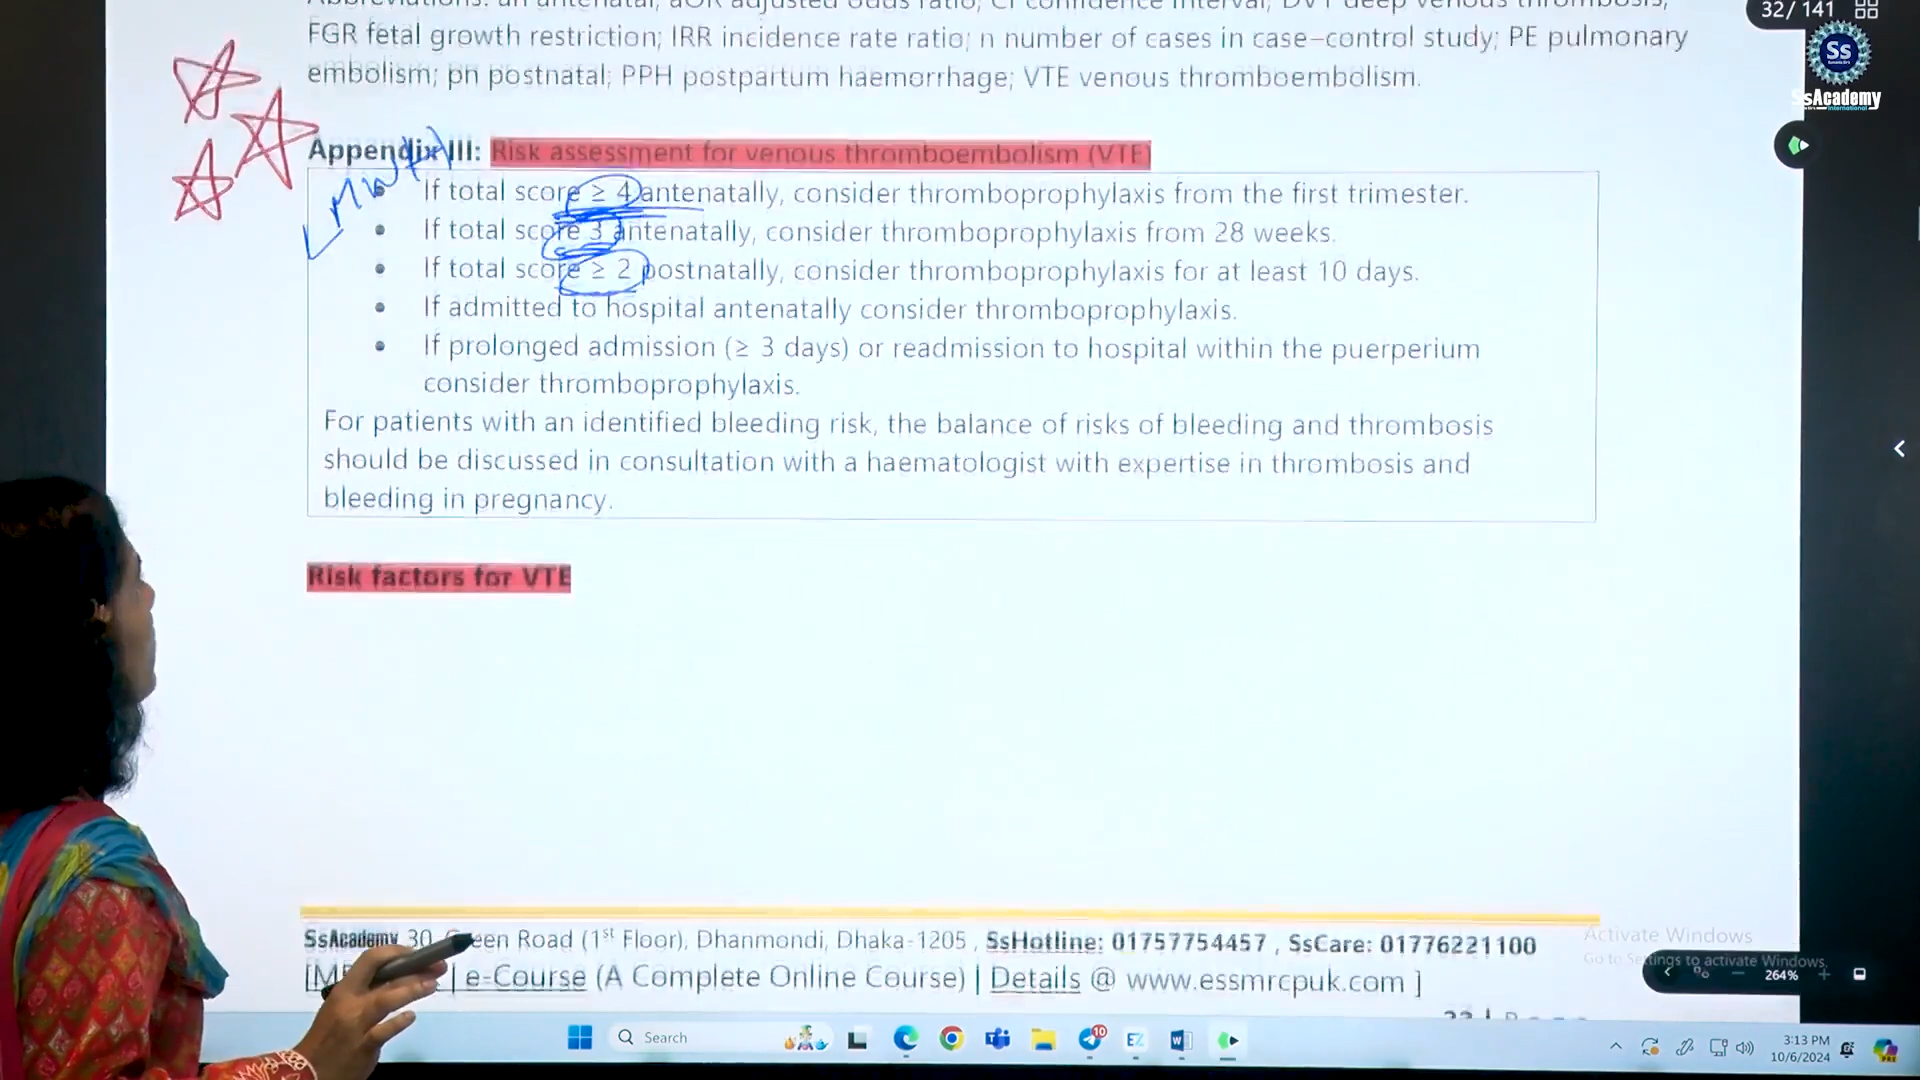 32/ 141
Ss
SsAcademy
FGR fetal growth restriction; IRR incidence rate ratio; n number of cases in case–control study; PE pulmonary
embolism; pn postnatal; PPH postpartum haemorrhage; VTE venous thromboembolism.
Appendix III: Risk assessment for venous thromboembolism (VTE)
• If total score ≥ 4 antenatally, consider thromboprophylaxis from the first trimester.
• If total score 3 antenatally, consider thromboprophylaxis from 28 weeks.
• If total score ≥ 2 postnatally, consider thromboprophylaxis for at least 10 days.
• If admitted to hospital antenatally consider thromboprophylaxis.
• If prolonged admission (≥ 3 days) or readmission to hospital within the puerperium
consider thromboprophylaxis.
For patients with an identified bleeding risk, the balance of risks of bleeding and thrombosis
should be discussed in consultation with a haematologist with expertise in thrombosis and
bleeding in pregnancy.
Risk factors for VTE
SsAcademy 30, Green Road (1st Floor), Dhanmondi, Dhaka-1205 , SsHotline: 01757754457 , SsCare: 01776221100
| e-Course (A Complete Online Course) | Details @ www.essmrcpuk.com ]
Activate Windows
Go to Settings to activate Windows.
264%
Search
10
3:13 PM
10/6/2024